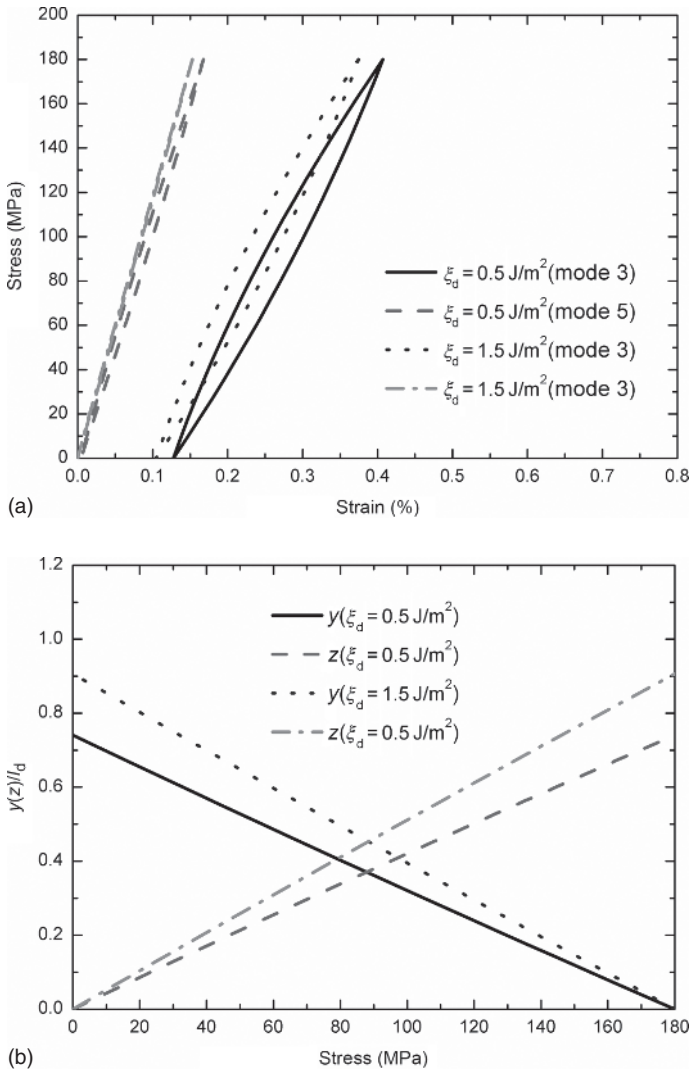 200
180
160
140
120
100
80
60
40
20
0
Stress (MPa)
ξd = 0.5 J/m² (mode 3)
ξd = 0.5 J/m² (mode 5)
ξd = 1.5 J/m² (mode 3)
ξd = 1.5 J/m² (mode 3)
0.0 0.1 0.2 0.3 0.4 0.5 0.6 0.7 0.8
Strain (%)
(a)
1.2
1.0
0.8
0.6
0.4
0.2
0.0
y(z)/ld
y(ξd = 0.5 J/m²)
z(ξd = 0.5 J/m²)
y(ξd = 1.5 J/m²)
z(ξd = 0.5 J/m²)
0 20 40 60 80 100 120 140 160 180
Stress (MPa)
(b)